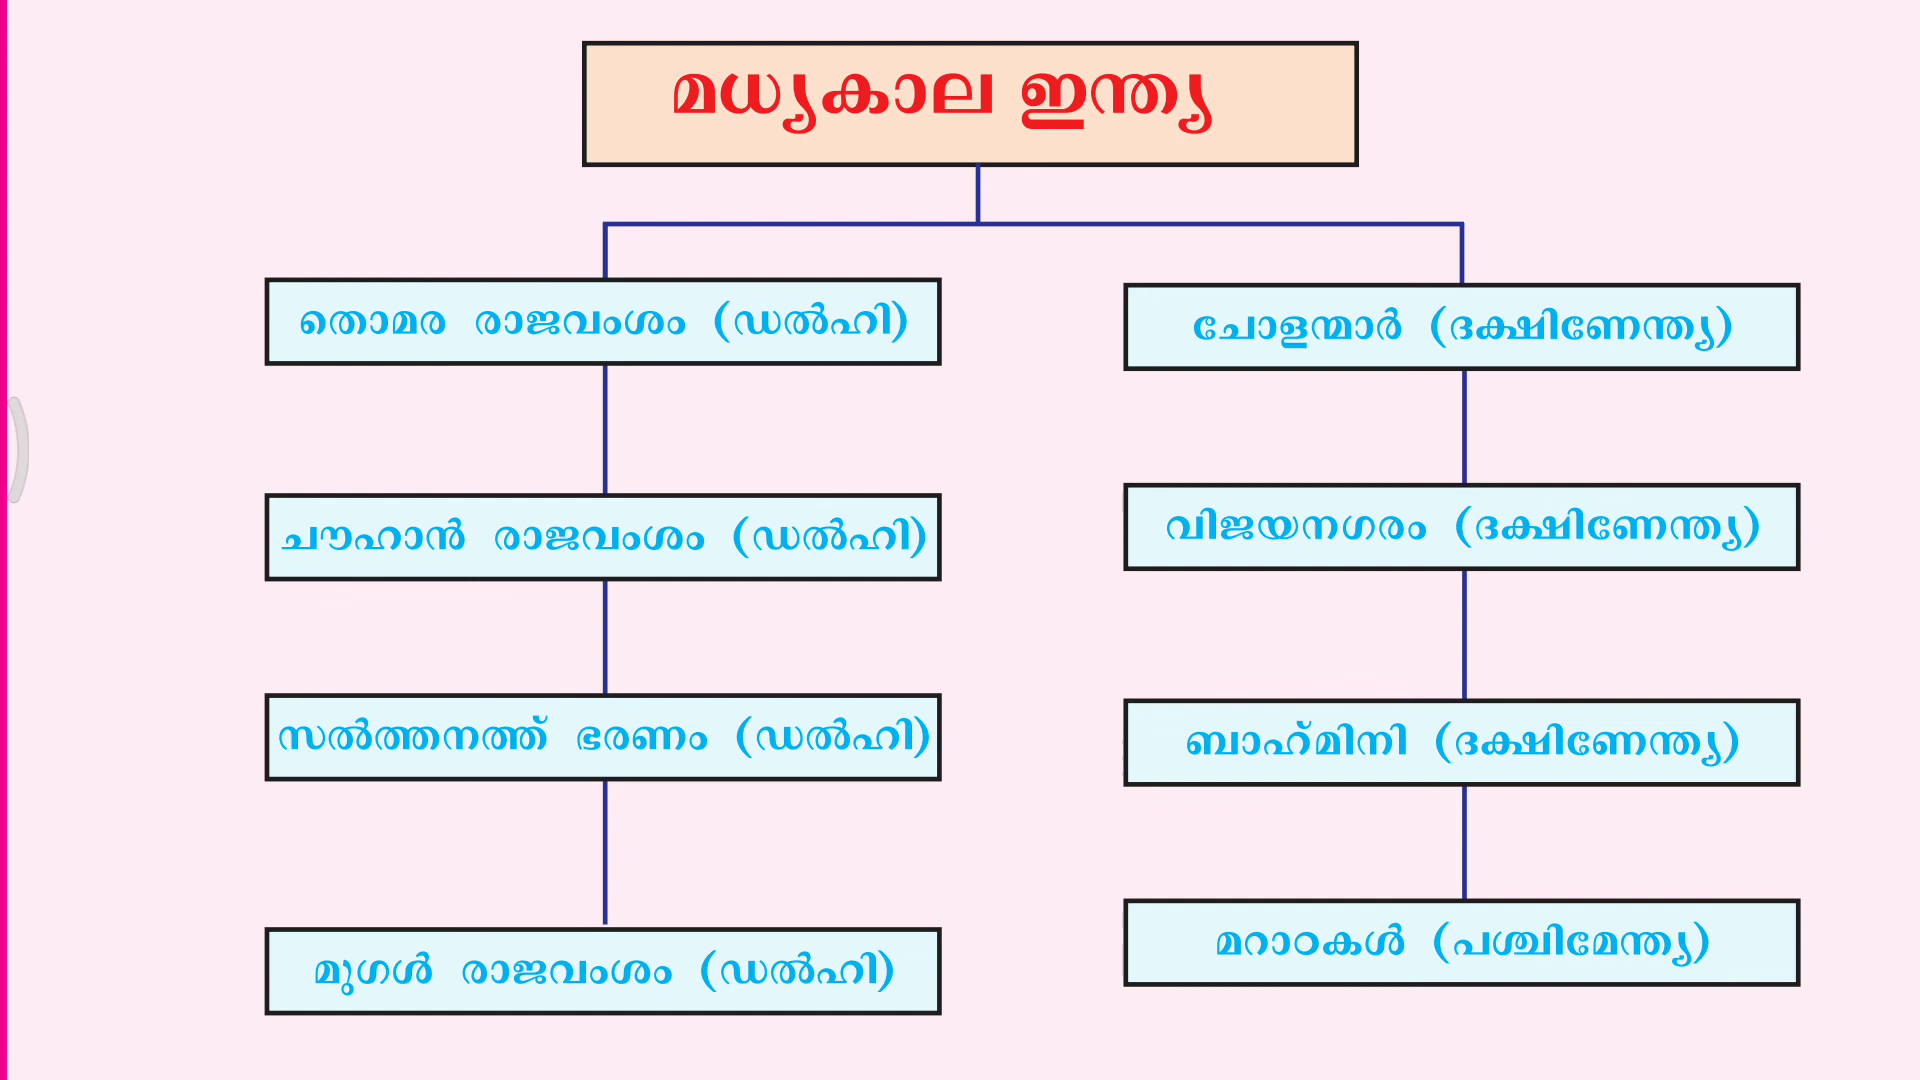 മധ്യകാല ഇന്ത്യ
തൊമര രാജവംശം (ഡൽഹി)
ചൗഹാൻ രാജവംശം (ഡൽഹി)
സൽത്തനത്ത് ഭരണം (ഡൽഹി)
മുഗൾ രാജവംശം (ഡൽഹി)
ചോളന്മാർ (ദക്ഷിണേന്ത്യ)
വിജയനഗരം (ദക്ഷിണേന്ത്യ)
ബാഹ്‌മിനി (ദക്ഷിണേന്ത്യ)
മറാഠകൾ (പശ്ചിമേന്ത്യ)